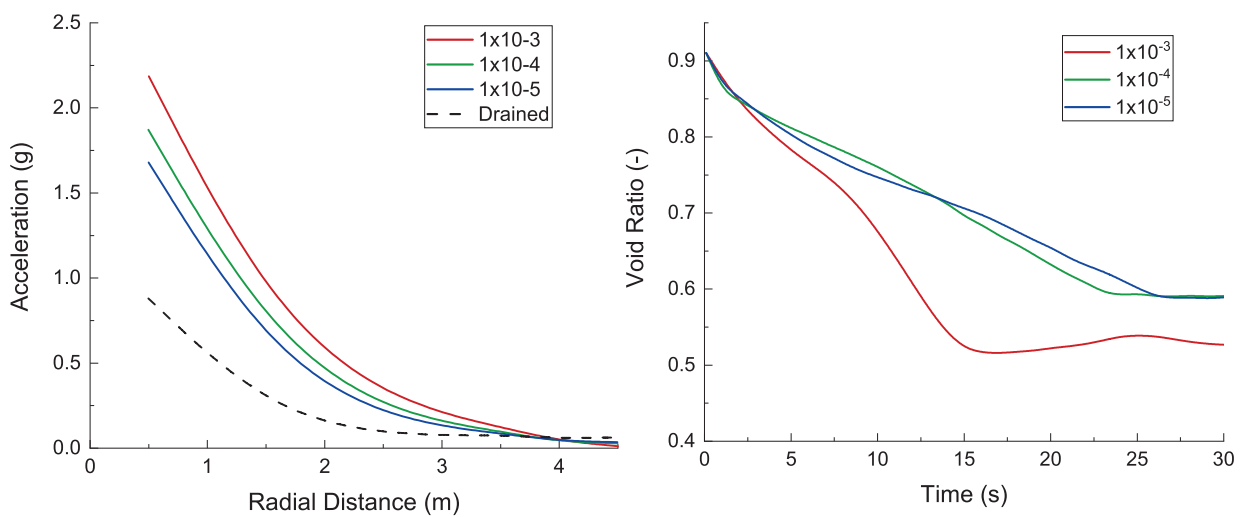 2.5
2.0
1.5
1.0
0.5
0.0
Acceleration (g)
0
1
2
3
4
Radial Distance (m)
1x10-3
1x10-4
1x10-5
Drained
0.9
0.8
0.7
0.6
0.5
0.4
Void Ratio (-)
0
5
10
15
20
25
30
Time (s)
1x10⁻³
1x10⁻⁴
1x10⁻⁵